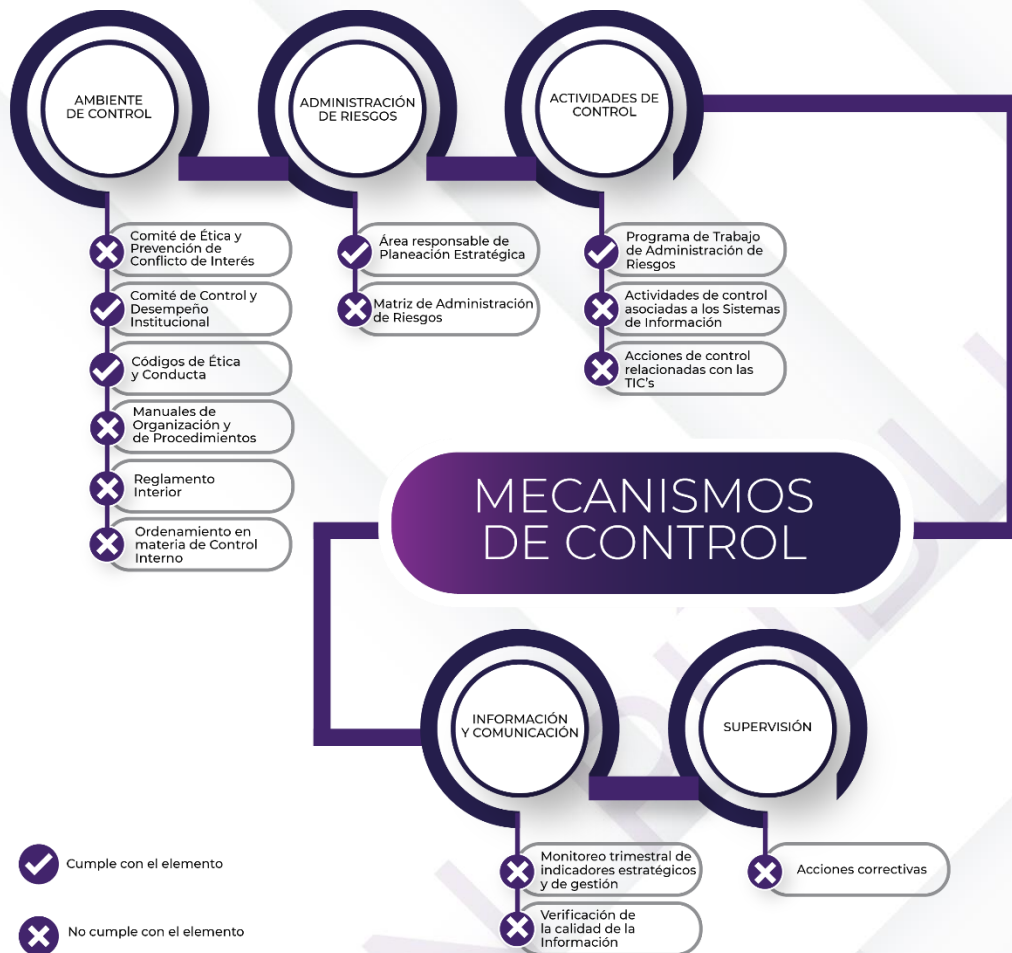 AMBIENTE
DE CONTROL
ADMINISTRACIÓN
DE RIESGOS
ACTIVIDADES DE
CONTROL
Comité de Ética y
Prevención de
Conflicto de Interés
Comité de Control y
Desempeño
Institucional
Códigos de Ética
y Conducta
Manuales de
Organización y
de Procedimientos
Reglamento
Interior
Ordenamiento en
materia de Control
Interno
Área responsable de
Planeación Estratégica
Matriz de Administración
de Riesgos
Programa de Trabajo
de Administración de
Riesgos
Actividades de control
asociadas a los Sistemas
de Información
Acciones de control
relacionadas con las
TIC's
MECANISMOS
DE CONTROL
INFORMACIÓN
Y COMUNICACIÓN
SUPERVISIÓN
Monitoreo trimestral de
indicadores estratégicos
y de gestión
Verificación de
la calidad de la
Información
Acciones correctivas
Cumple con el elemento
No cumple con el elemento